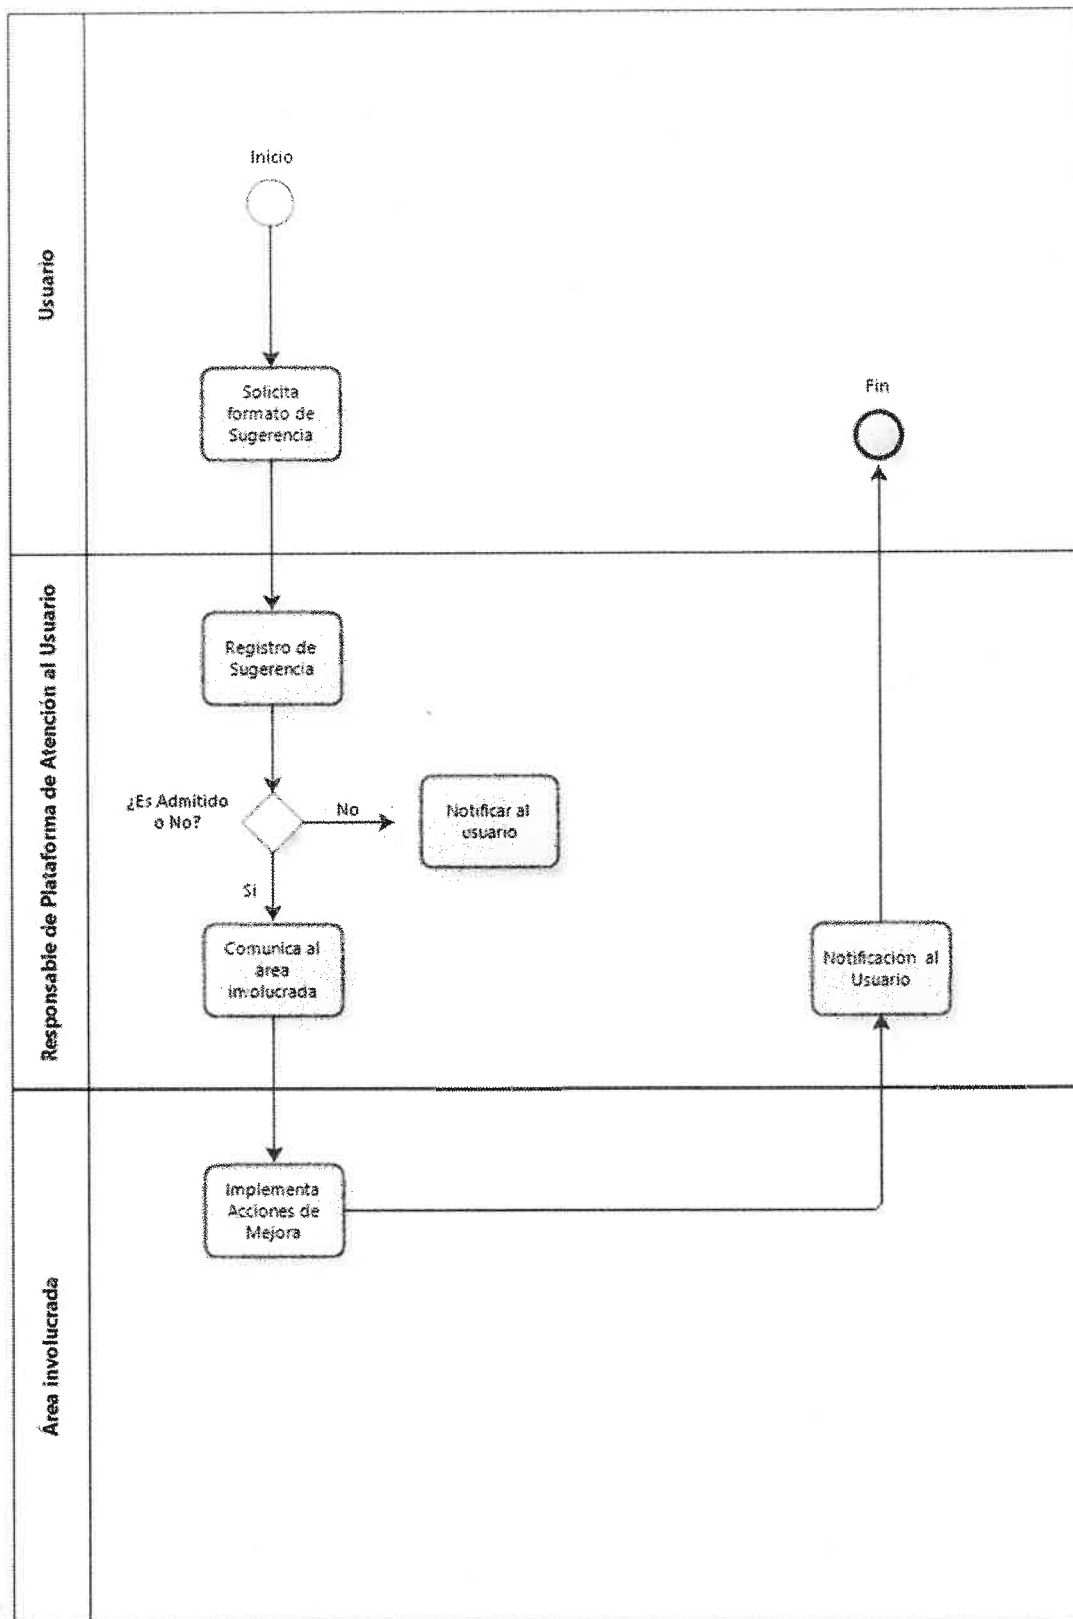 Usuario
Inicio
Solicita
formato de
Sugerencia
Fin
Responsable de Plataforma de Atención al Usuario
Registro de
Sugerencia
¿Es Admitido
o No?
No
Notificar al
usuario
Si
Comunica al
area
involucrada
Notificacion al
Usuario
Área involucrada
Implementa
Acciones de
Mejora